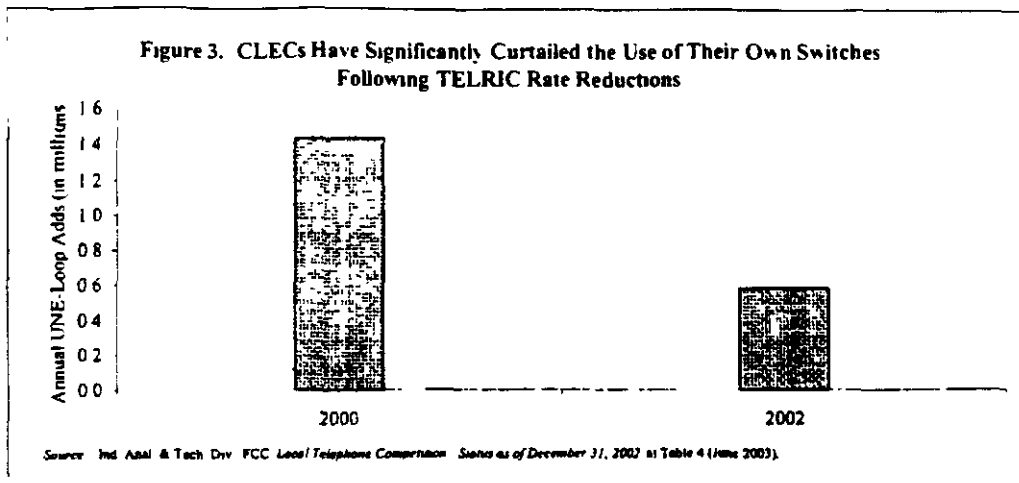 Figure 3. CLECs Have Significantly Curtailed the Use of Their Own Switches
Following TELRIC Rate Reductions
Annual UNE-Loop Adds (in millions
1 6
1 4
1 2
1 0
0 8
0 6
0 4
0 2
0 0
2000
2002
Source Ind Anal & Tech Div FCC Local Telephone Competition Status as of December 31, 2002 at Table 4 (June 2003).